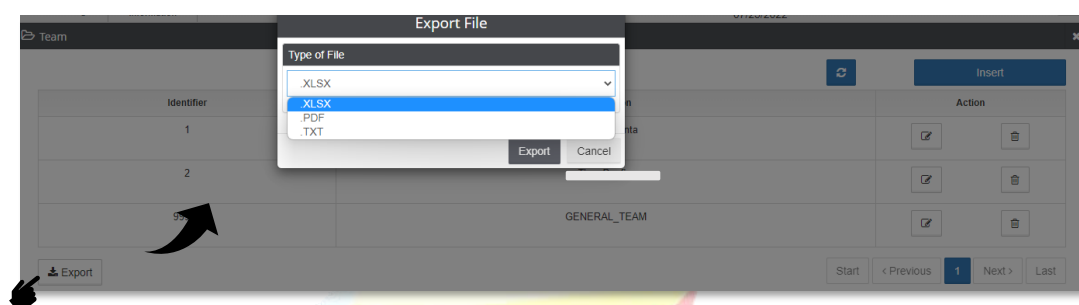 Export File
Team
Type of File
.XLSX
Insert
.XLSX
.PDF
.TXT
Identifier
Action
1
Export Cancel
2
GENERAL_TEAM
Export
Start < Previous 1 Next > Last